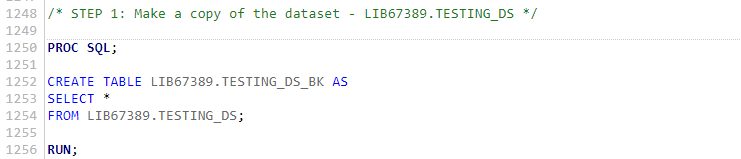 1248 /* STEP 1: Make a copy of the dataset - LIB67389.TESTING_DS */
1249
1250 PROC SQL;
1251
1252 CREATE TABLE LIB67389.TESTING_DS_BK AS
1253 SELECT *
1254 FROM LIB67389.TESTING_DS;
1255
1256 RUN;